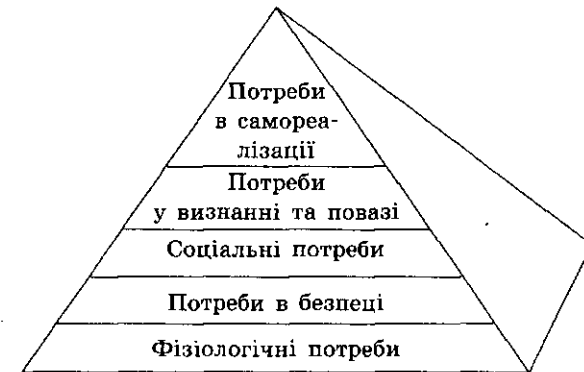 Потреби
в самореа-
лізації
Потреби
у визнанні та повазі
Соціальні потреби
Потреби в безпеці
Фізіологічні потреби